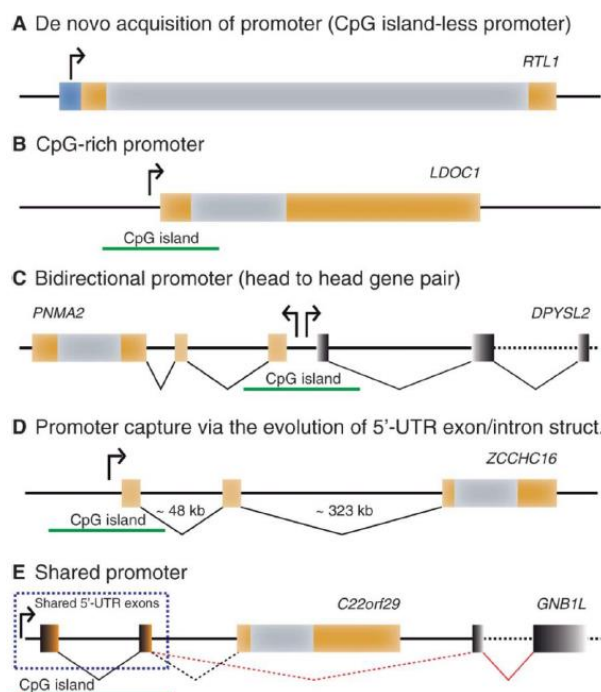 A De novo acquisition of promoter (CpG island-less promoter)
RTL1
B CpG-rich promoter
LDOC1
CpG island
C Bidirectional promoter (head to head gene pair)
PNMA2 DPYSL2
CpG island
D Promoter capture via the evolution of 5'-UTR exon/intron struct.
ZCCHC16
CpG island ~ 48 kb ~ 323 kb
E Shared promoter
Shared 5'-UTR exons C22orf29 GNB1L
CpG island